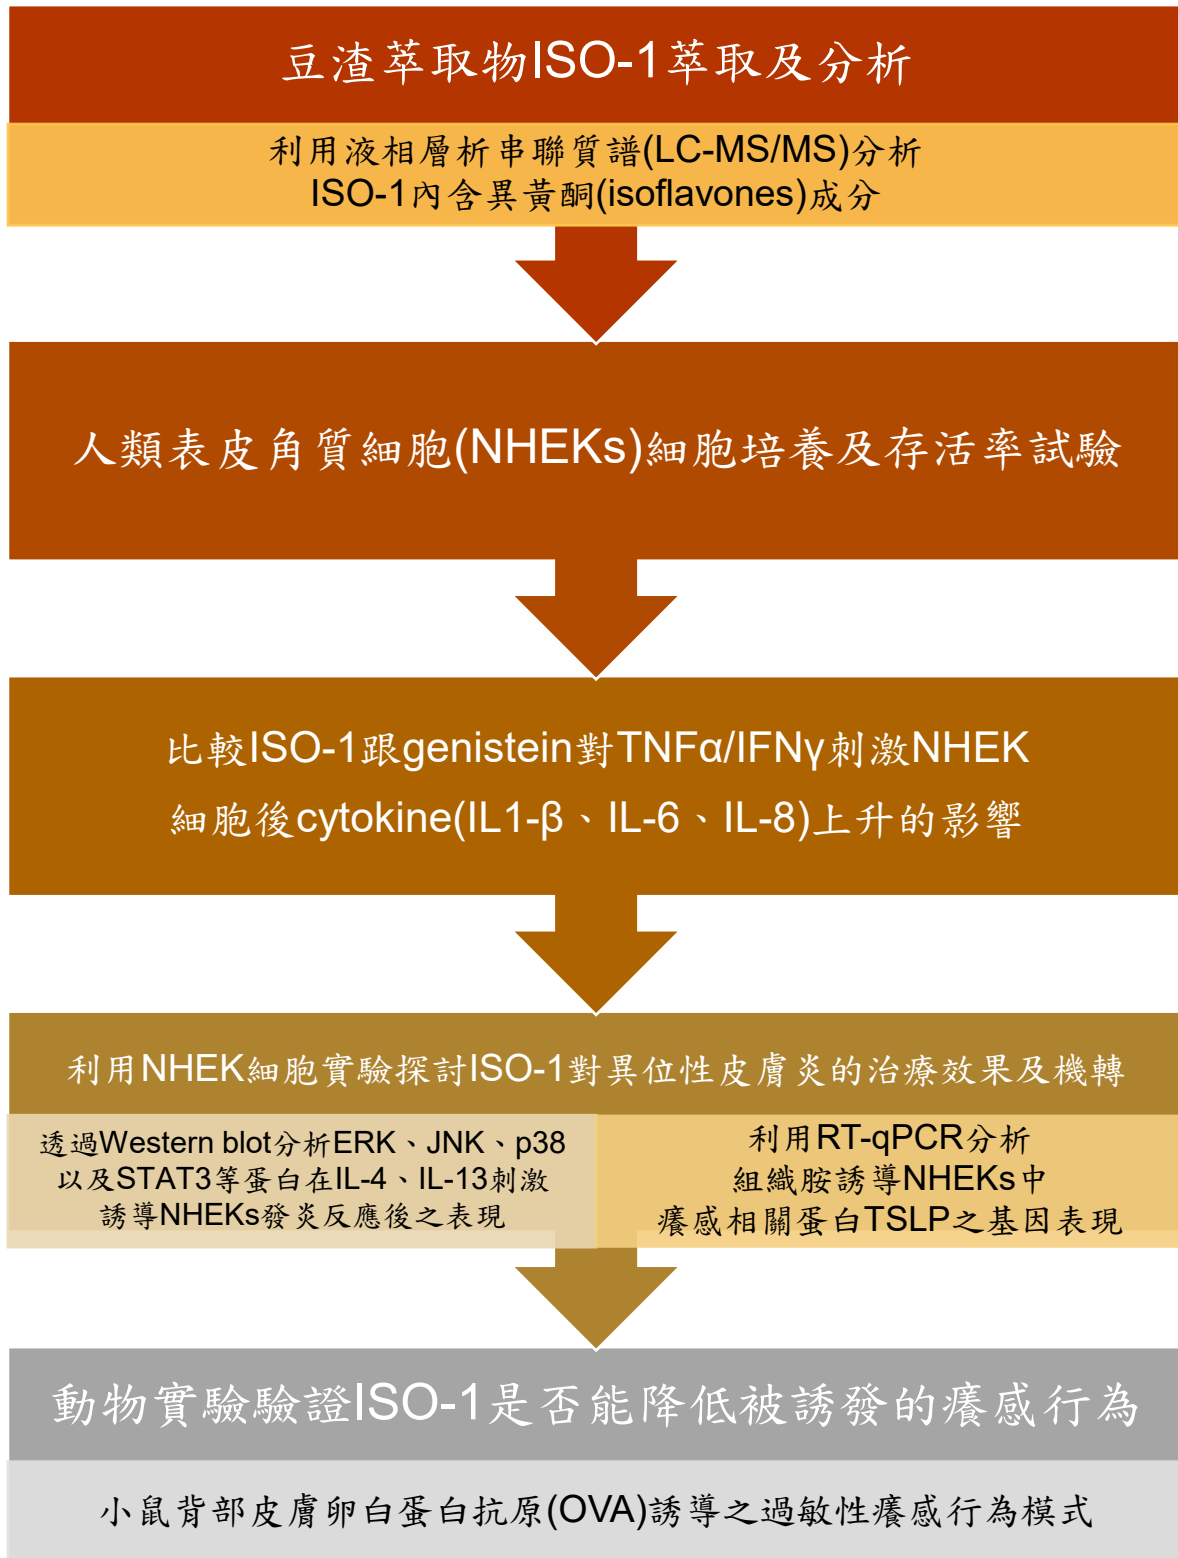 豆渣萃取物ISO-1萃取及分析
利用液相層析串聯質譜(LC-MS/MS)分析
ISO-1內含異黃酮(isoflavones)成分
人類表皮角質細胞(NHEKs)細胞培養及存活率試驗
比較ISO-1跟genistein對TNFα/IFNγ刺激NHEK
細胞後cytokine(IL1-β、IL-6、IL-8)上升的影響
利用NHEK細胞實驗探討ISO-1對異位性皮膚炎的治療效果及機轉
透過Western blot分析ERK、JNK、p38
以及STAT3等蛋白在IL-4、IL-13刺激
誘導NHEKs發炎反應後之表現
利用RT-qPCR分析
組織胺誘導NHEKs中
癢感相關蛋白TSLP之基因表現
動物實驗驗證ISO-1是否能降低被誘發的癢感行為
小鼠背部皮膚卵白蛋白抗原(OVA)誘導之過敏性癢感行為模式